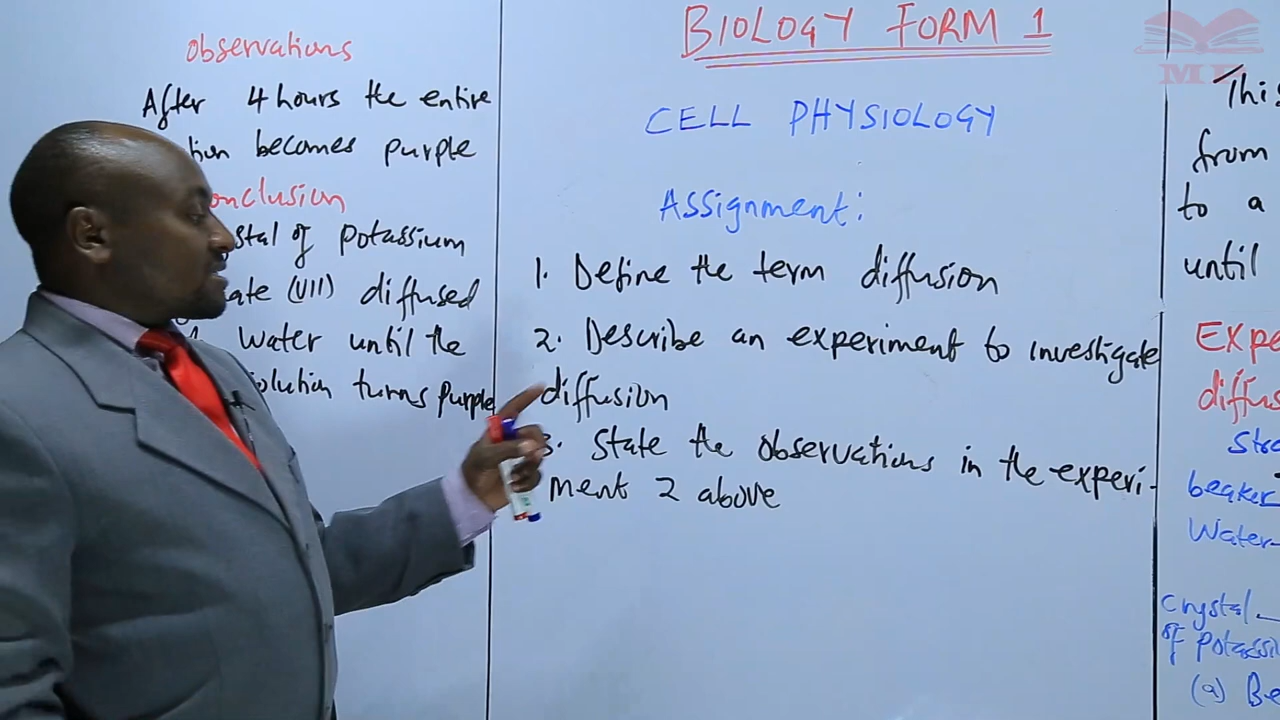 Observations
After 4 hours the entire
becomes purple
onclusion
stal of potassium
ate (VII) diffused
water until the
solution turns purple
BIOLOGY FORM 1
CELL PHYSIOLOGY
Assignment:
1. Define the term diffusion
2. Describe an experiment to investigate
diffusion
3. State the observations in the experi-
ment 2 above
This
from
to a
until
Expe
diffus
Stra
beaker
Water
Crystal
of potassi
(a) Be